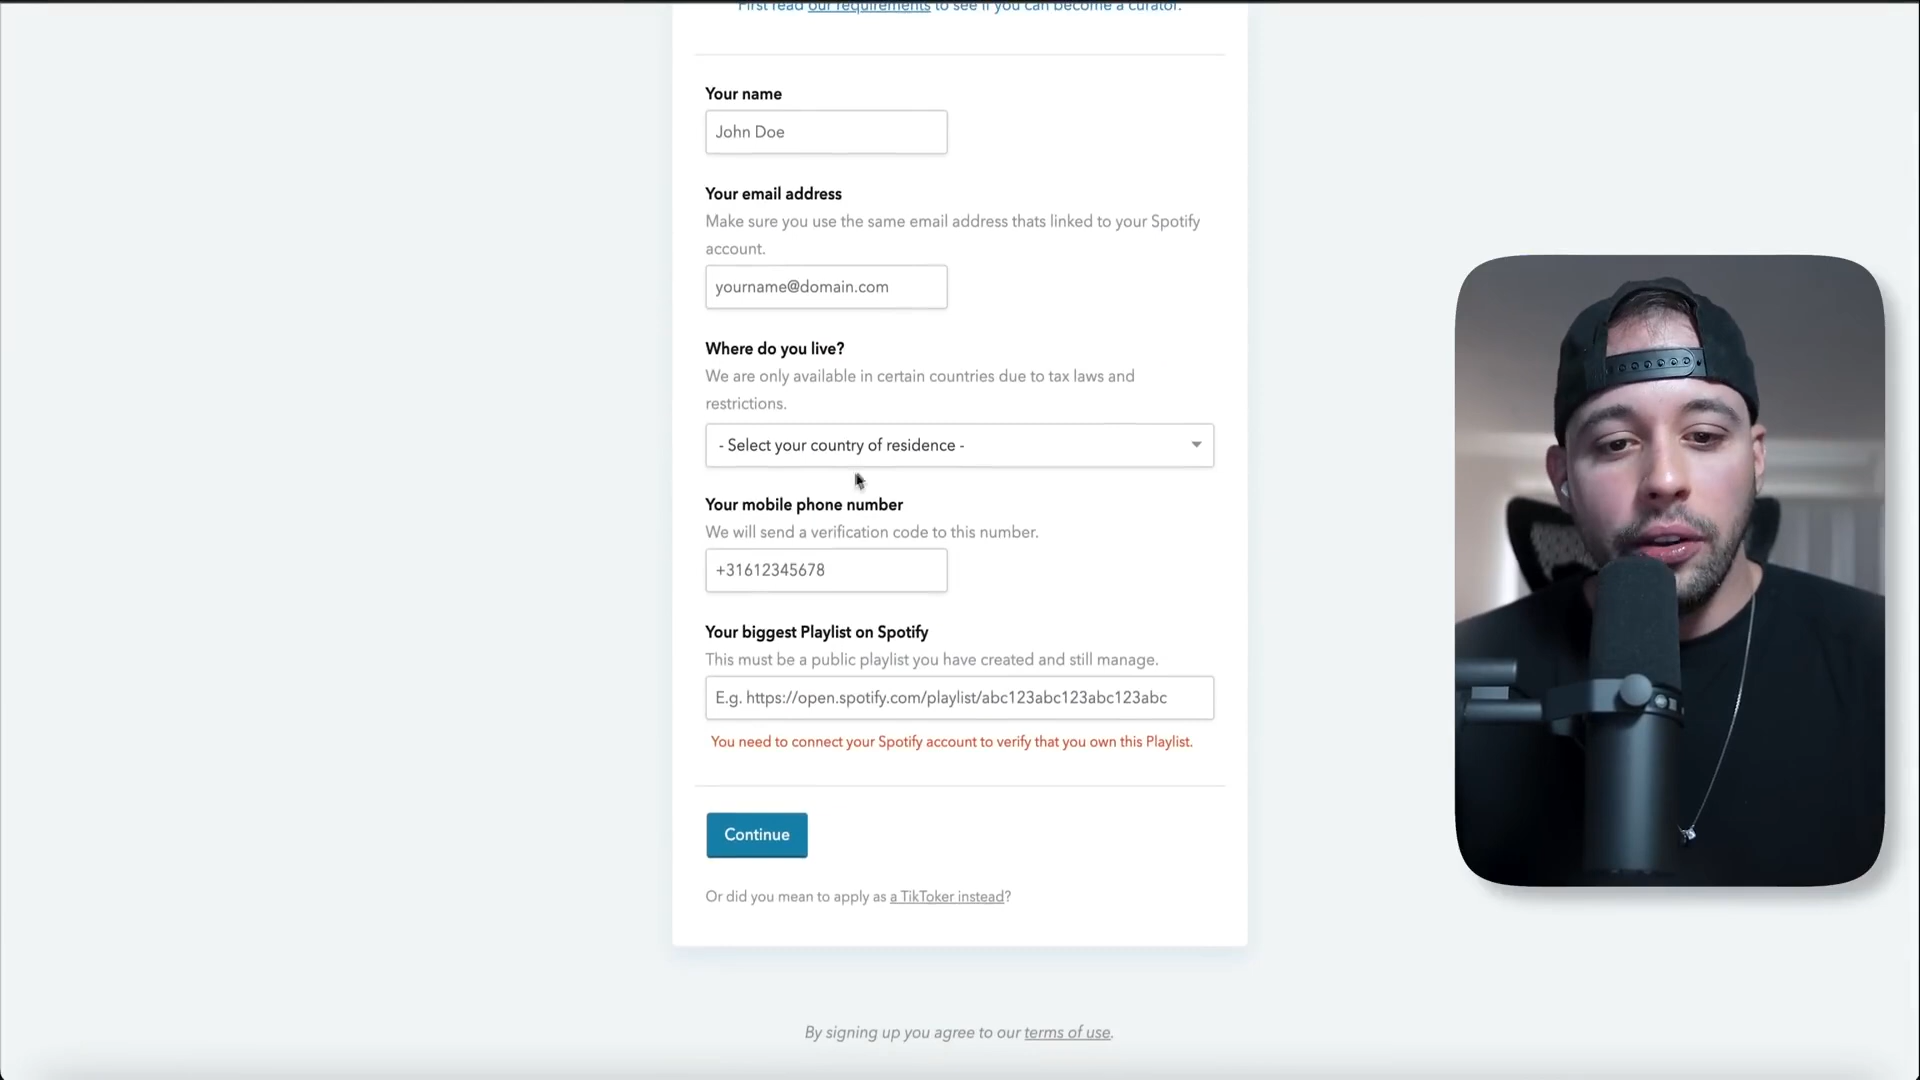 First read our requirements to see if you can become a curator.
Your name
John Doe
Your email address
Make sure you use the same email address thats linked to your Spotify
account.
yourname@domain.com
Where do you live?
We are only available in certain countries due to tax laws and
restrictions.
- Select your country of residence -
Your mobile phone number
We will send a verification code to this number.
+31612345678
Your biggest Playlist on Spotify
This must be a public playlist you have created and still manage.
E.g. https://open.spotify.com/playlist/abc123abc123abc123abc
You need to connect your Spotify account to verify that you own this Playlist.
Continue
Or did you mean to apply as a TikToker instead?
By signing up you agree to our terms of use.